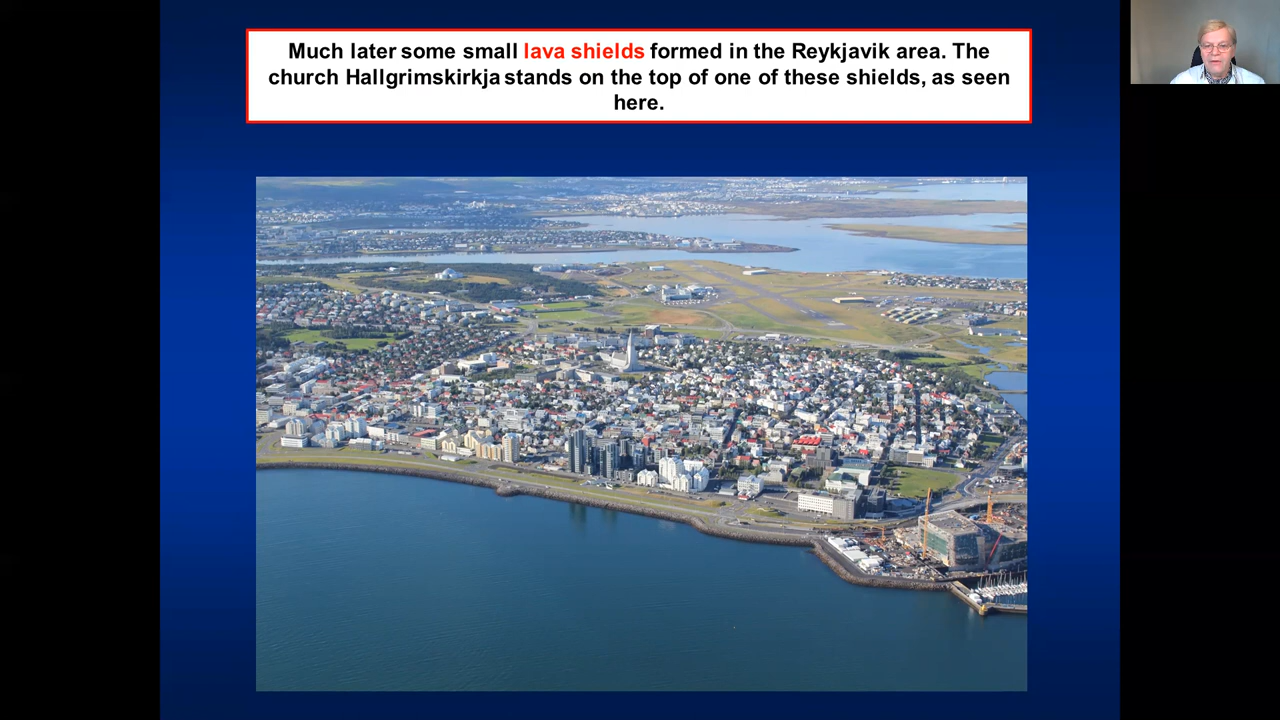 Much later some small lava shields formed in the Reykjavik area. The
church Hallgrimskirkja stands on the top of one of these shields, as seen
here.